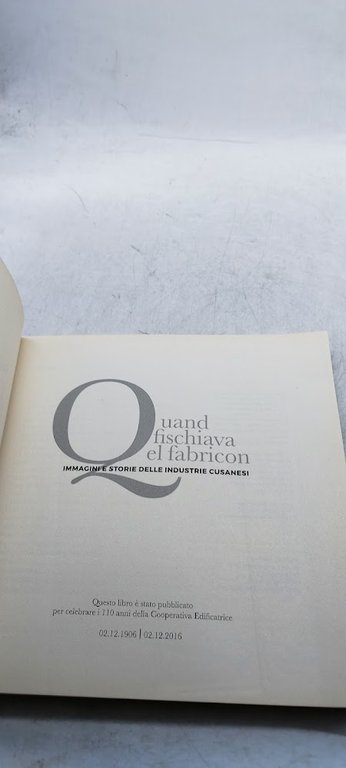 Quand
fischiava
el fabricon
IMMAGINI E STORIE DELLE INDUSTRIE CUSANESI
Questo libro è stato pubblicato
per celebrare i 110 anni della Cooperativa Edificatrice
02.12.1906 | 02.12.2016